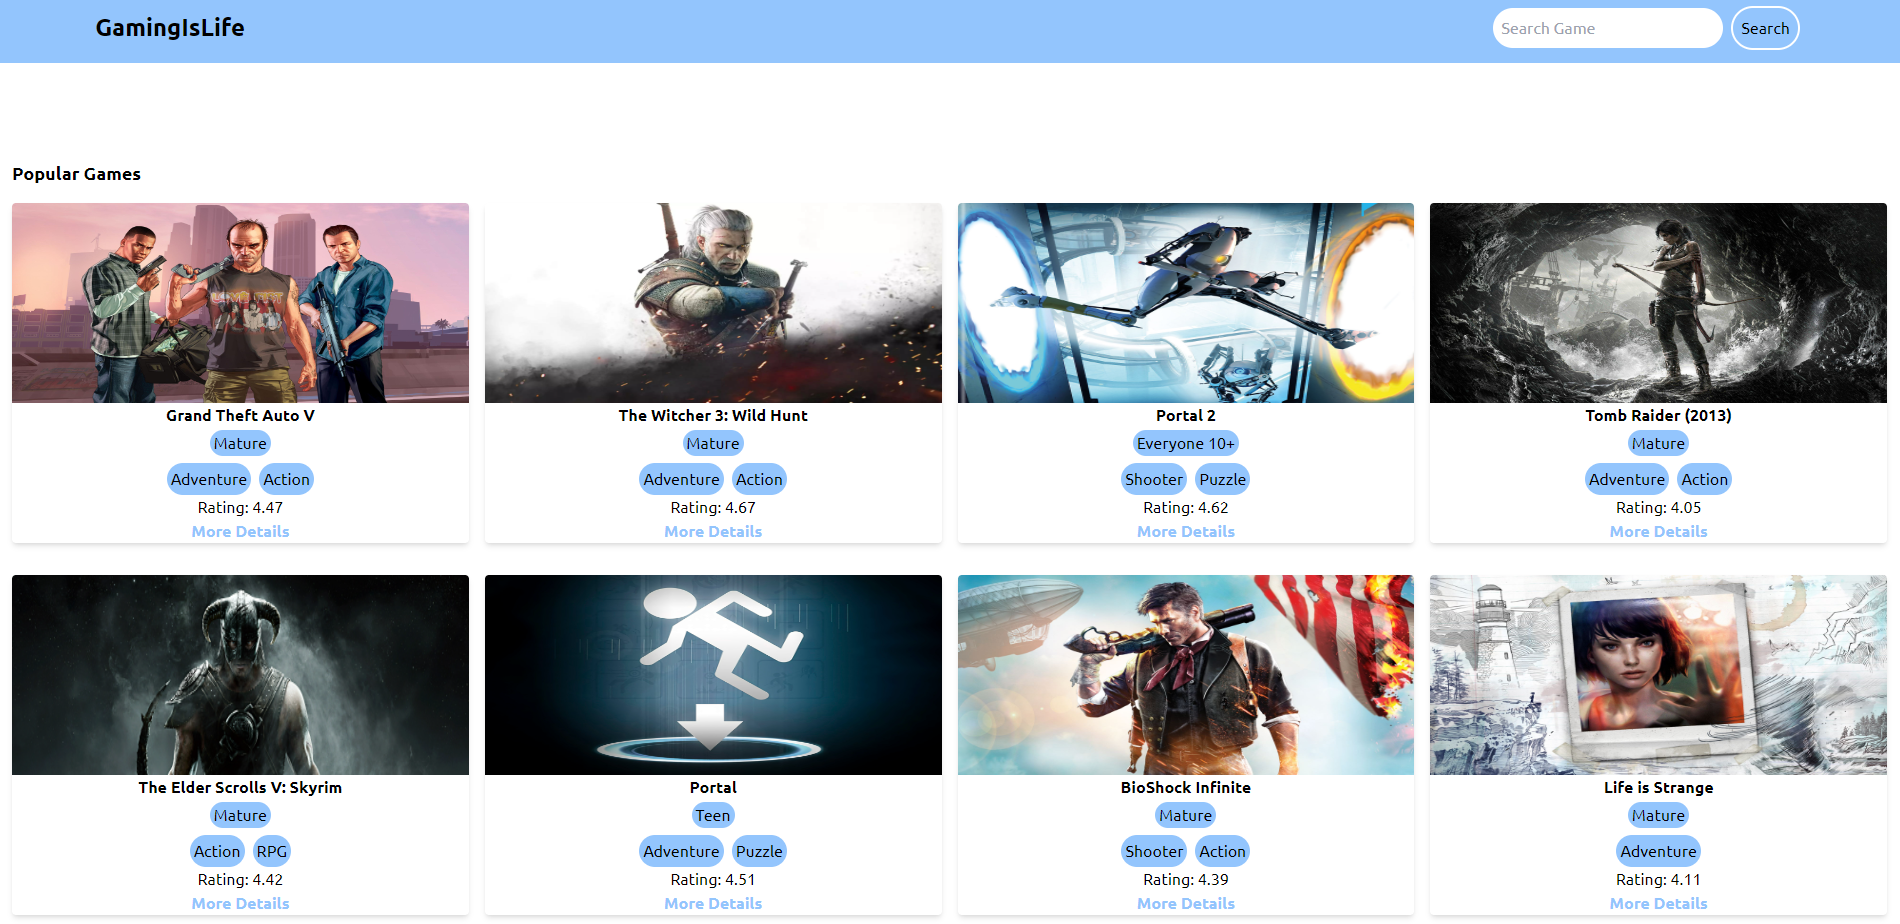 GamingIsLife
Search Game
Search
Popular Games
Grand Theft Auto V
Mature
Adventure Action
Rating: 4.47
More Details
The Witcher 3: Wild Hunt
Mature
Adventure Action
Rating: 4.67
More Details
Portal 2
Everyone 10+
Shooter Puzzle
Rating: 4.62
More Details
Tomb Raider (2013)
Mature
Adventure Action
Rating: 4.05
More Details
The Elder Scrolls V: Skyrim
Mature
Action RPG
Rating: 4.42
More Details
Portal
Teen
Adventure Puzzle
Rating: 4.51
More Details
BioShock Infinite
Mature
Shooter Action
Rating: 4.39
More Details
Life is Strange
Mature
Adventure
Rating: 4.11
More Details